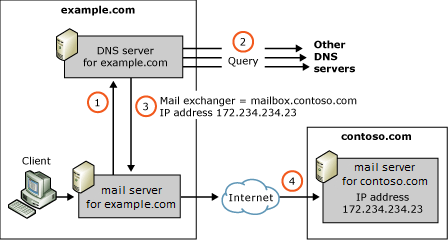 example.com
DNS server
for example.com
2
Query
Other
DNS
servers
1
3
Mail exchanger = mailbox.contoso.com
IP address 172.234.234.23
contoso.com
Client
mail server
for example.com
Internet
4
mail server
for contoso.com
IP address
172.234.234.23